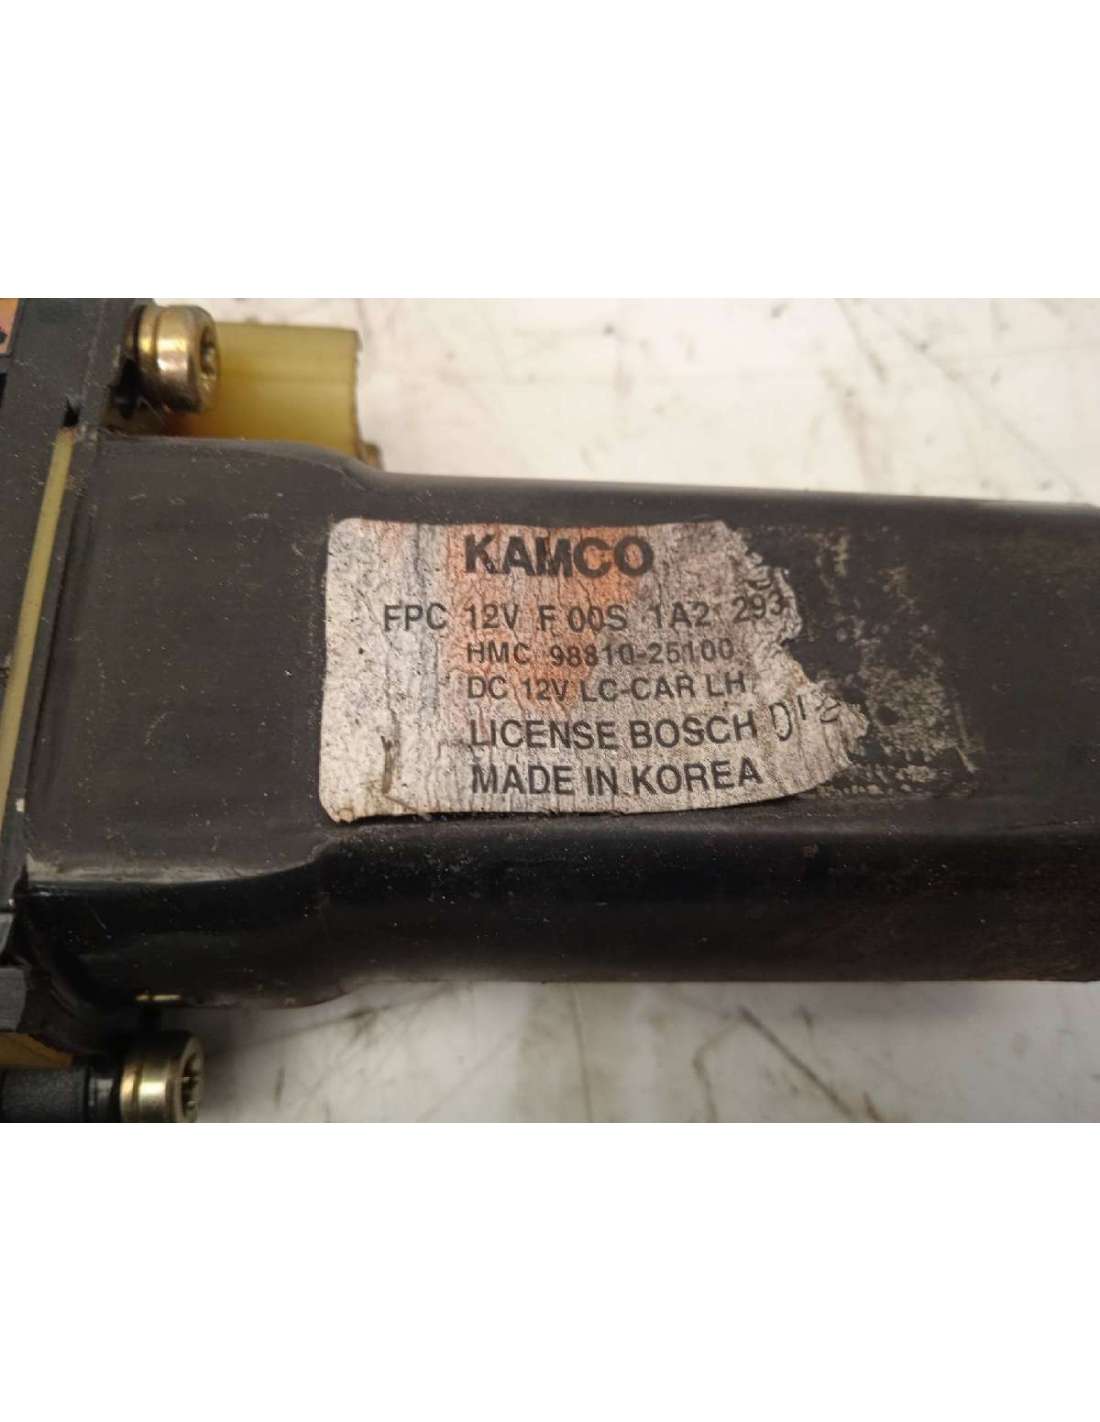 KAMCO
FPC 12V F 00S 1A2 293
HMC 98810-25100
DC 12V LC-CAR LH
LICENSE BOSCH
MADE IN KOREA